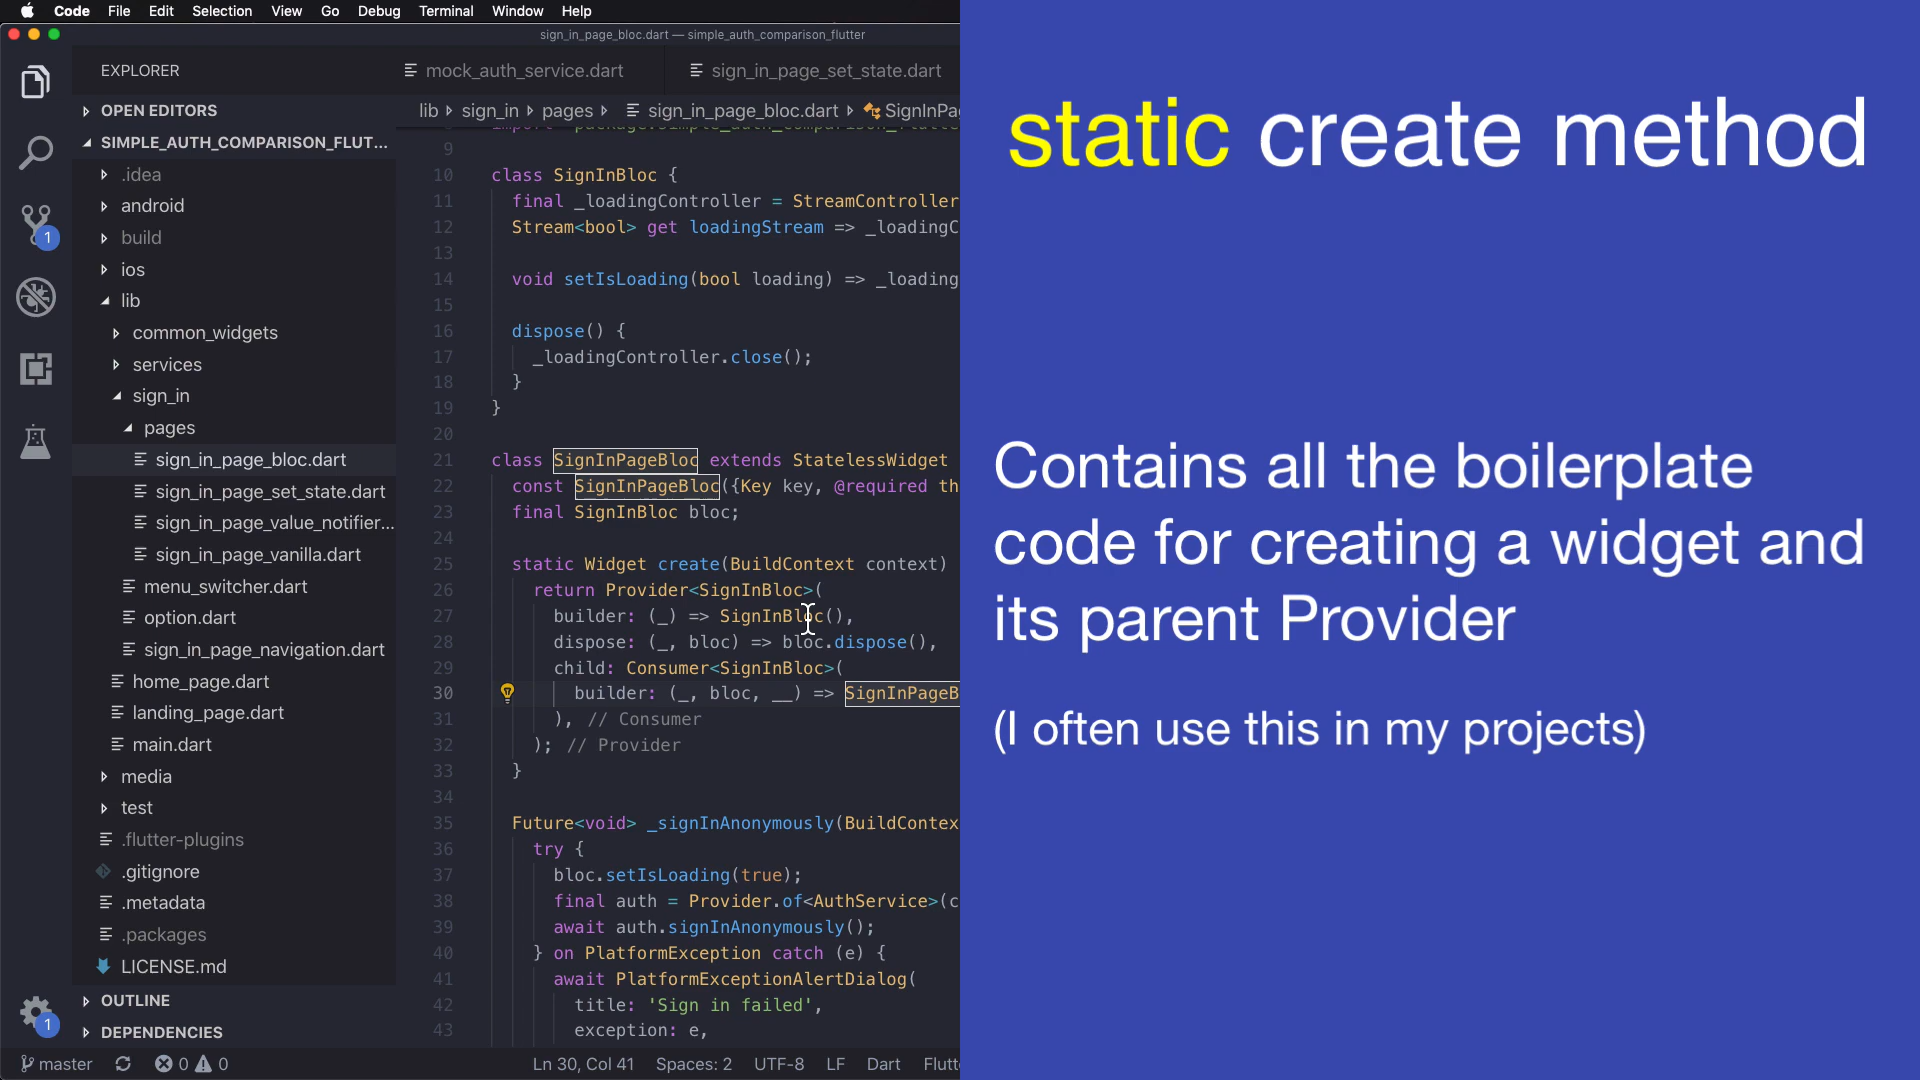 Code File Edit Selection View Go Debug Terminal Window Help
sign_in_page_bloc.dart — simple_auth_comparison_flutter
EXPLORER
mock_auth_service.dart
sign_in_page_set_state.dart
OPEN EDITORS
SIMPLE_AUTH_COMPARISON_FLUT...
.idea
android
build
ios
lib
common_widgets
services
sign_in
pages
sign_in_page_bloc.dart
sign_in_page_set_state.dart
sign_in_page_value_notifier...
sign_in_page_vanilla.dart
menu_switcher.dart
option.dart
sign_in_page_navigation.dart
home_page.dart
landing_page.dart
main.dart
media
test
.flutter-plugins
.gitignore
.metadata
.packages
LICENSE.md
OUTLINE
DEPENDENCIES
1
1
lib sign_in pages sign_in_page_bloc.dart SignInPa
9
10 class SignInBloc {
11 final _loadingController = StreamController
12 Stream<bool> get loadingStream => _loadingC
13
14 void setIsLoading(bool loading) => _loading
15
16 dispose() {
17 _loadingController.close();
18 }
19 }
20
21 class SignInPageBloc extends StatelessWidget
22 const SignInPageBloc({Key key, @required th
23 final SignInBloc bloc;
24
25 static Widget create(BuildContext context)
26 return Provider<SignInBloc>(
27 builder: (_) => SignInBloc(),
28 dispose: (_, bloc) => bloc.dispose(),
29 child: Consumer<SignInBloc>(
30 builder: (_, bloc, __) => SignInPageB
31 ), // Consumer
32 ); // Provider
33 }
34
35 Future<void> _signInAnonymously(BuildContex
36 try {
37 bloc.setIsLoading(true);
38 final auth = Provider.of<AuthService>(c
39 await auth.signInAnonymously();
40 } on PlatformException catch (e) {
41 await PlatformExceptionAlertDialog(
42 title: 'Sign in failed',
43 exception: e,
master 0 0 Ln 30, Col 41 Spaces: 2 UTF-8 LF Dart Flutt
static create method
Contains all the boilerplate
code for creating a widget and
its parent Provider
(I often use this in my projects)